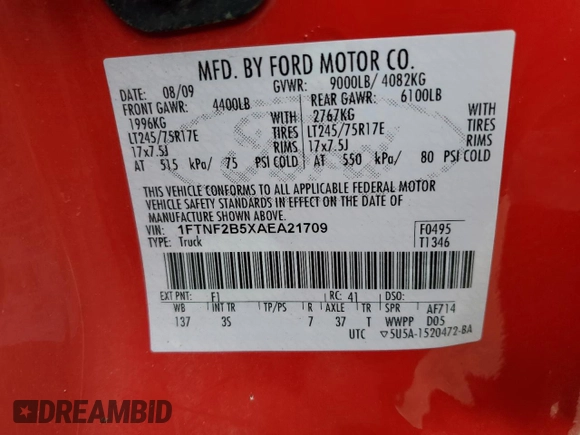 MFD. BY FORD MOTOR CO.
DATE: 08/09 GVWR: 9000LB/ 4082KG
FRONT GAWR: 4400LB REAR GAWR: 6100LB
1996KG WITH 2767KG WITH
LT245/75R17E TIRES LT245/75R17E TIRES
17x7.5J RIMS 17x7.5J RIMS
AT 515 kPa/ 75 PSI COLD AT 550 kPa/ 80 PSI COLD
THIS VEHICLE CONFORMS TO ALL APPLICABLE FEDERAL MOTOR
VEHICLE SAFETY STANDARDS IN EFFECT ON THE DATE OF
MANUFACTURE SHOWN ABOVE.
VIN: 1FTNF2B5XAEA21709 F0495
TYPE: Truck T1346
EXT PNT: F1 RC: 41 DSO:
WB INT TR TP/PS R AXLE TR SPR AF714
137 3S 7 37 T WWPP D05
UTC ▽5U5A-1520472-BA
DREAMBID